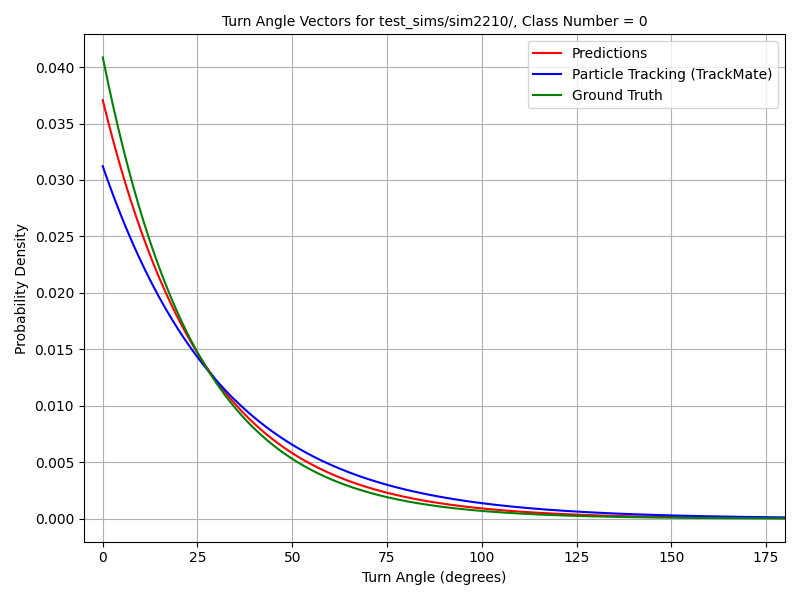 Turn Angle Vectors for test_sims/sim2210/, Class Number = 0
Predictions
Particle Tracking (TrackMate)
Ground Truth
Probability Density
0.040
0.035
0.030
0.025
0.020
0.015
0.010
0.005
0.000
0 25 50 75 100 125 150 175
Turn Angle (degrees)